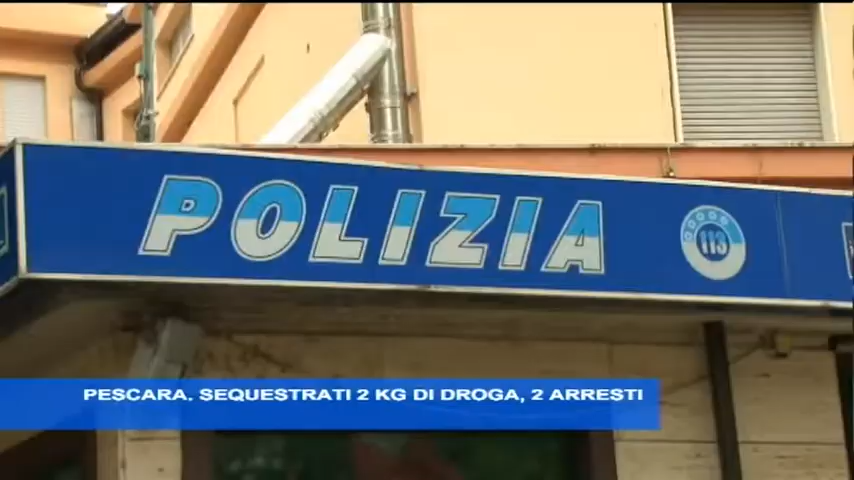 POLIZIA
113
PESCARA. SEQUESTRATI 2 KG DI DROGA, 2 ARRESTI